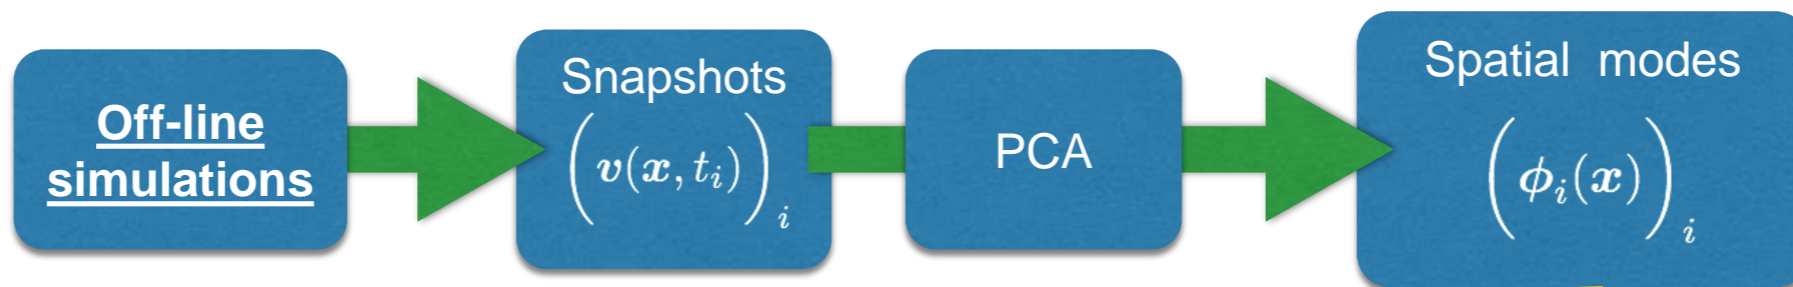 Off-line
simulations
Snapshots
(v(x, t_i))_i
PCA
Spatial modes
(ϕ_i(x))_i